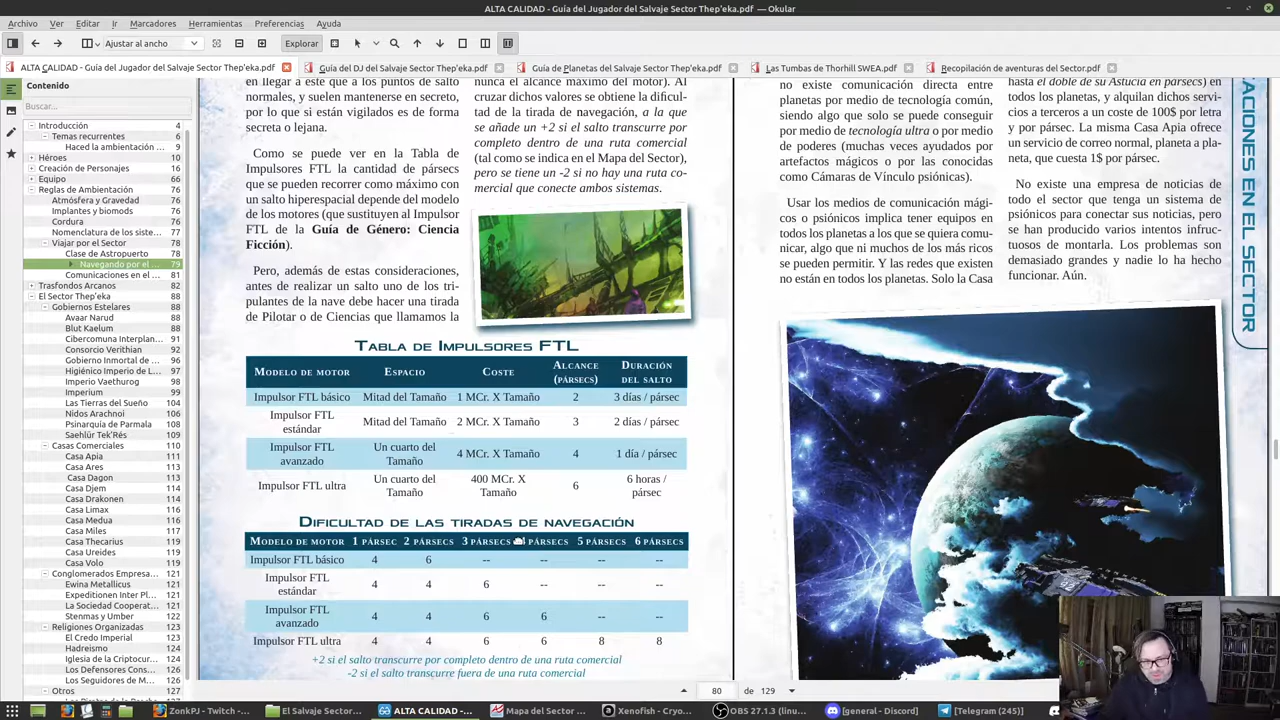 ALTA CALIDAD - Guía del Jugador del Salvaje Sector Thep'eka.pdf — Okular
Archivo Ver Editar Ir Marcadores Herramientas Preferencias Ayuda
Ajustar al ancho
Explorar
ALTA CALIDAD - Guía del Jugador del Salvaje Sector Thep'eka.pdf
Guía del DJ del Salvaje Sector Thep'eka.pdf
Guía de Planetas del Salvaje Sector Thep'eka.pdf
Las Tumbas de Thorhill SWEA.pdf
Recopilación de aventuras del Sector.pdf
Contenido
Buscar...
Introducción 4
Temas recurrentes 6
Haced la ambientación ... 9
Héroes 10
Creación de Personajes 16
Equipo 66
Reglas de Ambientación 76
Atmósfera y Gravedad 76
Implantes y biomods 76
Cordura 76
Nomenclatura de los siste... 77
Viajar por el Sector 78
Clase de Astropuerto 78
Navegando por el ... 79
Comunicaciones en el ... 81
Trasfondos Arcanos 82
El Sector Thep'eka 88
Gobiernos Estelares 88
Avaar Narud 88
Blut Kaelum 88
Cibercomuna Interplan... 91
Consorcio Verithian 92
Gobierno Inmortal de ... 96
Higiénico Imperio de L... 97
Imperio Vaethurog 98
Imperium 99
Las Tierras del Sueño 104
Nidos Arachnoi 106
Psinarquía de Parmala 108
Saehlür Tek'Rés 109
Casas Comerciales 110
Casa Apia 111
Casa Ares 113
Casa Dagon 114
Casa Djem 114
Casa Drakonen 114
Casa Limax 116
Casa Medua 116
Casa Miles 117
Casa Thecarius 119
Casa Ureides 119
Casa Volo 119
Conglomerados Empresa... 121
Ewina Metallicus 121
Expeditionen Inter Pl... 121
La Sociedad Cooperat... 121
Stenmas y Umber 122
Religiones Organizadas 123
El Credo Imperial 123
Hadreísmo 124
Iglesia de la Criptocur... 124
Los Defensores Cons... 126
Los Seguidores de M... 126
Otros 127
en llegar a este que a los puntos de salto
normales, y suelen mantenerse en secreto,
por lo que si están vigilados es de forma
secreta o lejana.
Como se puede ver en la Tabla de
Impulsores FTL la cantidad de pársecs
que se pueden recorrer como máximo con
un salto hiperespacial depende del modelo
de los motores (que sustituyen al Impulsor
FTL de la Guía de Género: Ciencia
Ficción).
Pero, además de estas consideraciones,
antes de realizar un salto uno de los tri-
pulantes de la nave debe hacer una tirada
de Pilotar o de Ciencias que llamamos la
nunca el alcance máximo del motor). Al
cruzar dichos valores se obtiene la dificul-
tad de la tirada de navegación, a la que
se añade un +2 si el salto transcurre por
completo dentro de una ruta comercial
(tal como se indica en el Mapa del Sector),
pero se tiene un -2 si no hay una ruta co-
mercial que conecte ambos sistemas.
Tabla de Impulsores FTL
Modelo de motor Espacio Coste Alcance (pársecs) Duración del salto
Impulsor FTL básico Mitad del Tamaño 1 MCr. X Tamaño 2 3 días / pársec
Impulsor FTL estándar Mitad del Tamaño 2 MCr. X Tamaño 3 2 días / pársec
Impulsor FTL avanzado Un cuarto del Tamaño 4 MCr. X Tamaño 4 1 día / pársec
Impulsor FTL ultra Un cuarto del Tamaño 400 MCr. X Tamaño 6 6 horas / pársec
Dificultad de las tiradas de navegación
Modelo de motor 1 pársec 2 pársecs 3 pársecs pársecs 5 pársecs 6 pársecs
Impulsor FTL básico 4 6 -- -- -- --
Impulsor FTL estándar 4 4 6 -- -- --
Impulsor FTL avanzado 4 4 6 6 -- --
Impulsor FTL ultra 4 4 6 6 8 8
+2 si el salto transcurre por completo dentro de una ruta comercial
-2 si el salto transcurre fuera de una ruta comercial
no existe comunicación directa entre
planetas por medio de tecnología común,
siendo algo que solo se puede conseguir
por medio de tecnología ultra o por medio
de poderes (muchas veces ayudados por
artefactos mágicos o por las conocidas
como Cámaras de Vínculo psiónicas).
Usar los medios de comunicación mági-
cos o psiónicos implica tener equipos en
todos los planetas a los que se quiera comu-
nicar, algo que ni muchos de los más ricos
se pueden permitir. Y las redes que existen
no están en todos los planetas. Solo la Casa
hasta el doble de su Astucia en pársecs) en
todos los planetas, y alquilan dichos servi-
cios a terceros a un coste de 100$ por letra
y por pársec. La misma Casa Apia ofrece
un servicio de correo normal, planeta a pla-
neta, que cuesta 1$ por pársec.
No existe una empresa de noticias de
todo el sector que tenga un sistema de
psiónicos para conectar sus noticias, pero
se han producido varios intentos infruc-
tuosos de montarla. Los problemas son
demasiado grandes y nadie lo ha hecho
funcionar. Aún.
ACIONES EN EL SECTOR
80 de 129
ZonkPJ - Twitch -...
El Salvaje Sector...
ALTA CALIDAD -...
Mapa del Sector ...
Xenofish - Cryo...
OBS 27.1.3 (linu...
[general - Discord]
[Telegram (245)]